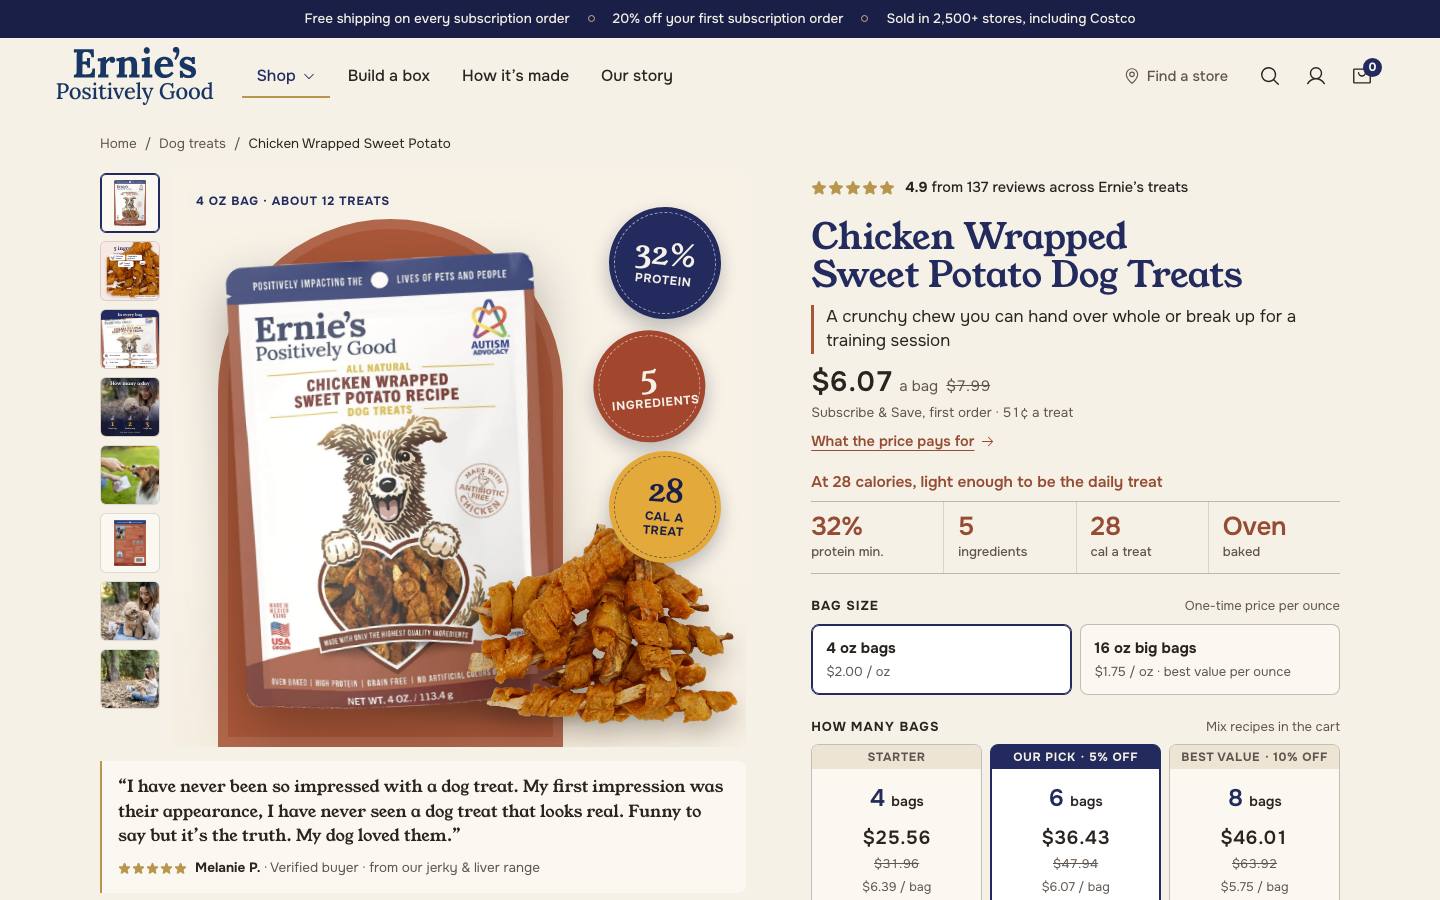 Free shipping on every subscription order
20% off your first subscription order
Sold in 2,500+ stores, including Costco
Ernie's
Positively Good
Shop
Build a box
How it's made
Our story
Find a store
0
Home / Dog treats / Chicken Wrapped Sweet Potato
4 OZ BAG · ABOUT 12 TREATS
POSITIVELY IMPACTING THE LIVES OF PETS AND PEOPLE
Ernie's
Positively Good
AUTISM
ADVOCACY
ALL NATURAL
CHICKEN WRAPPED
SWEET POTATO RECIPE
DOG TREATS
MADE WITH
ANTIBIOTIC
FREE
CHICKEN
MADE IN
MEXICO
USING
USA
CHICKEN
MADE WITH ONLY THE HIGHEST QUALITY INGREDIENTS
OVEN BAKED | HIGH PROTEIN | GRAIN FREE | NO ARTIFICIAL COLORS
NET WT. 4 OZ. / 113.4 g
32%
PROTEIN
5
INGREDIENTS
28
CAL A
TREAT
“I have never been so impressed with a dog treat. My first impression was
their appearance, I have never seen a dog treat that looks real. Funny to
say but it’s the truth. My dog loved them.”
Melanie P. · Verified buyer · from our jerky & liver range
4.9 from 137 reviews across Ernie’s treats
Chicken Wrapped
Sweet Potato Dog Treats
A crunchy chew you can hand over whole or break up for a
training session
$6.07 a bag $7.99
Subscribe & Save, first order · 51¢ a treat
What the price pays for →
At 28 calories, light enough to be the daily treat
32%
protein min.
5
ingredients
28
cal a treat
Oven
baked
BAG SIZE
One-time price per ounce
4 oz bags
$2.00 / oz
16 oz big bags
$1.75 / oz · best value per ounce
HOW MANY BAGS
Mix recipes in the cart
STARTER
4 bags
$25.56
$31.96
$6.39 / bag
OUR PICK · 5% OFF
6 bags
$36.43
$47.94
$6.07 / bag
BEST VALUE · 10% OFF
8 bags
$46.01
$63.92
$5.75 / bag